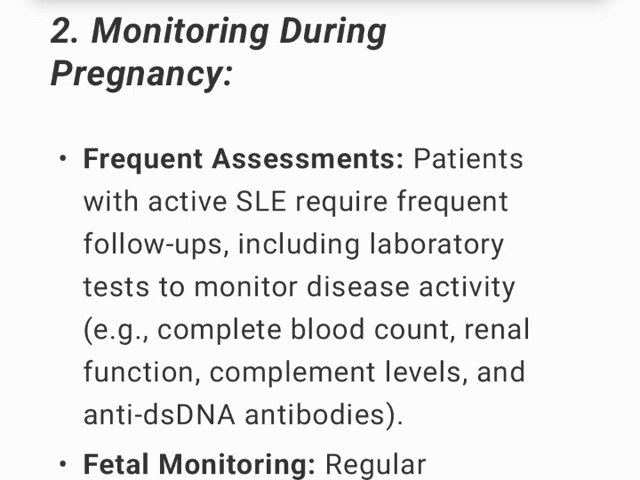 2. Monitoring During
Pregnancy:
• Frequent Assessments: Patients
with active SLE require frequent
follow-ups, including laboratory
tests to monitor disease activity
(e.g., complete blood count, renal
function, complement levels, and
anti-dsDNA antibodies).
• Fetal Monitoring: Regular